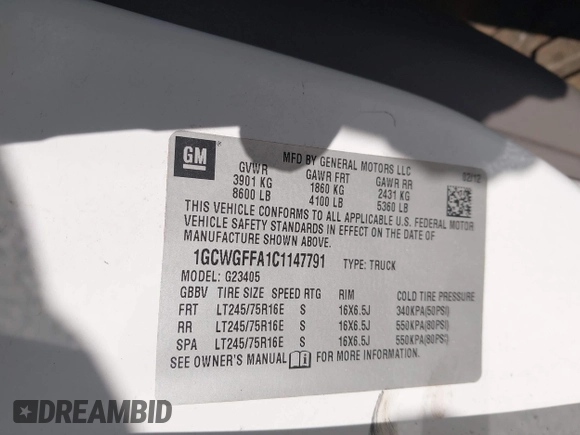 GM
MFD BY GENERAL MOTORS LLC
02/12
GVWR GAWR FRT GAWR RR
3901 KG 1860 KG 2431 KG
8600 LB 4100 LB 5360 LB
THIS VEHICLE CONFORMS TO ALL APPLICABLE U.S. FEDERAL MOTOR
VEHICLE SAFETY STANDARDS IN EFFECT ON THE DATE OF
MANUFACTURE SHOWN ABOVE.
1GCWGFFA1C1147791 TYPE: TRUCK
MODEL: G23405
GBBV TIRE SIZE SPEED RTG RIM COLD TIRE PRESSURE
FRT LT245/75R16E S 16X6.5J 340KPA(50PSI)
RR LT245/75R16E S 16X6.5J 550KPA(80PSI)
SPA LT245/75R16E S 16X6.5J 550KPA(80PSI)
SEE OWNER'S MANUAL FOR MORE INFORMATION.
DREAMBID